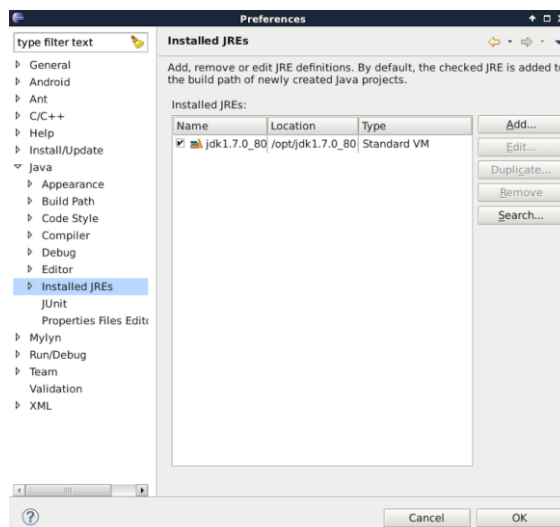 Preferences
type filter text
General
Android
Ant
C/C++
Help
Install/Update
Java
Appearance
Build Path
Code Style
Compiler
Debug
Editor
Installed JREs
JUnit
Properties Files Edito
Mylyn
Run/Debug
Team
Validation
XML
Installed JREs
Add, remove or edit JRE definitions. By default, the checked JRE is added to
the build path of newly created Java projects.
Installed JREs:
Name Location Type
jdk1.7.0_80 /opt/jdk1.7.0_80 Standard VM
Add...
Edit...
Duplicate...
Remove
Search...
?
Cancel OK